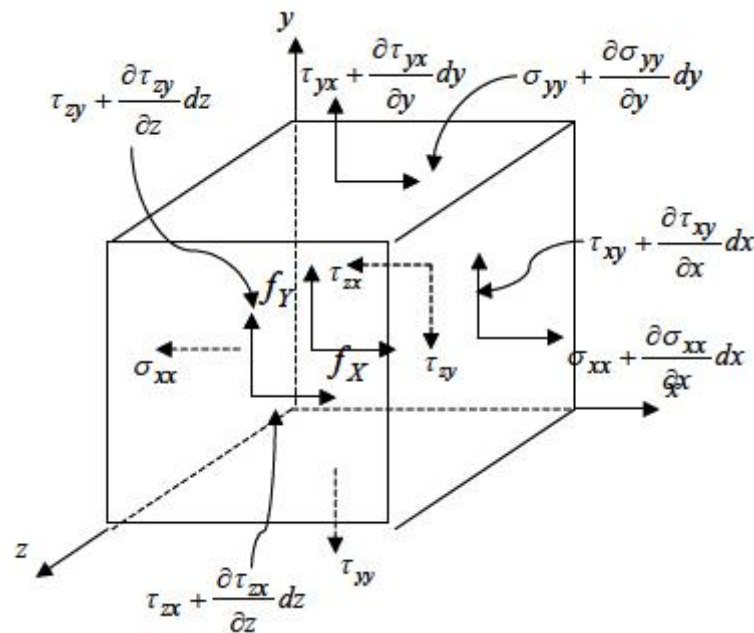 y
τ_yx + ∂τ_yx/∂y dy
σ_yy + ∂σ_yy/∂y dy
τ_zy + ∂τ_zy/∂z dz
τ_xy + ∂τ_xy/∂x dx
τ_zx
f_Y
f_X
σ_xx
τ_zy
σ_xx + ∂σ_xx/∂x dx
x
z
τ_yy
τ_zx + ∂τ_zx/∂z dz